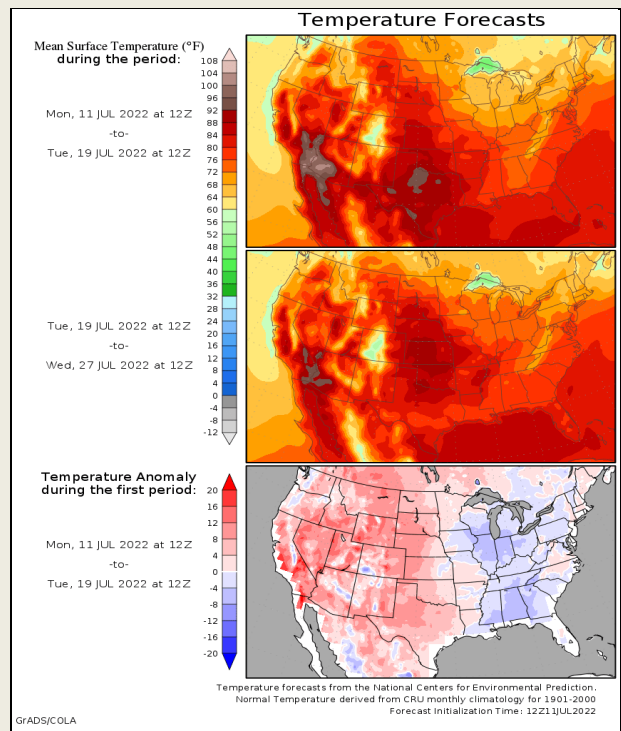 Temperature Forecasts
Mean Surface Temperature (°F)
during the period:
Mon, 11 JUL 2022 at 12Z
-to-
Tue, 19 JUL 2022 at 12Z
108
104
100
96
92
88
84
80
76
72
68
64
60
56
52
48
44
40
36
32
28
24
20
16
12
8
4
0
-4
-8
-12
Tue, 19 JUL 2022 at 12Z
-to-
Wed, 27 JUL 2022 at 12Z
Temperature Anomaly
during the first period:
Mon, 11 JUL 2022 at 12Z
-to-
Tue, 19 JUL 2022 at 12Z
20
16
12
8
4
0
-4
-8
-12
-16
-20
Temperature forecasts from the National Centers for Environmental Prediction.
Normal Temperature derived from CRU monthly climatology for 1901-2000
Forecast Initialization Time: 12Z11JUL2022
GrADS/COLA